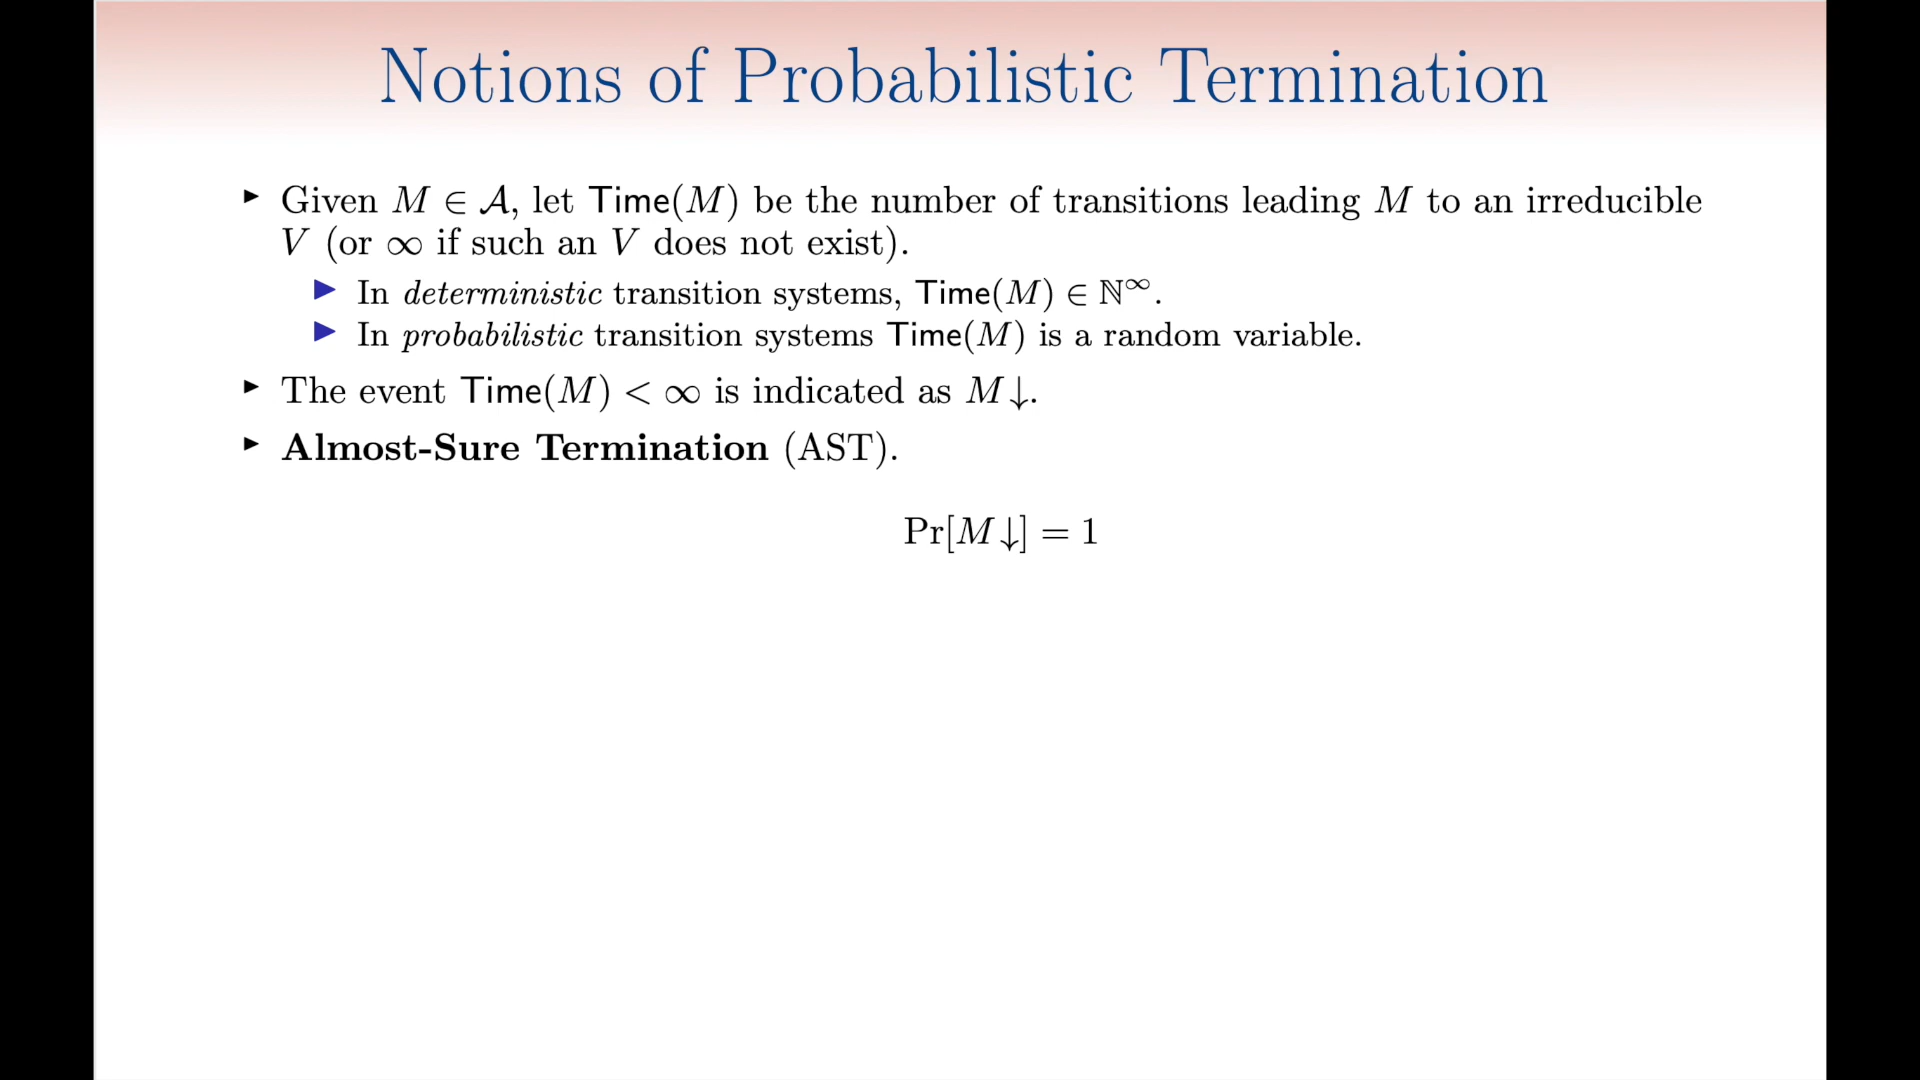 Notions of Probabilistic Termination
▶ Given M ∈ 𝒜, let Time(M) be the number of transitions leading M to an irreducible
V (or ∞ if such an V does not exist).
▶ In deterministic transition systems, Time(M) ∈ ℕ^∞.
▶ In probabilistic transition systems Time(M) is a random variable.
▶ The event Time(M) < ∞ is indicated as M↓.
▶ Almost-Sure Termination (AST).
Pr[M↓] = 1